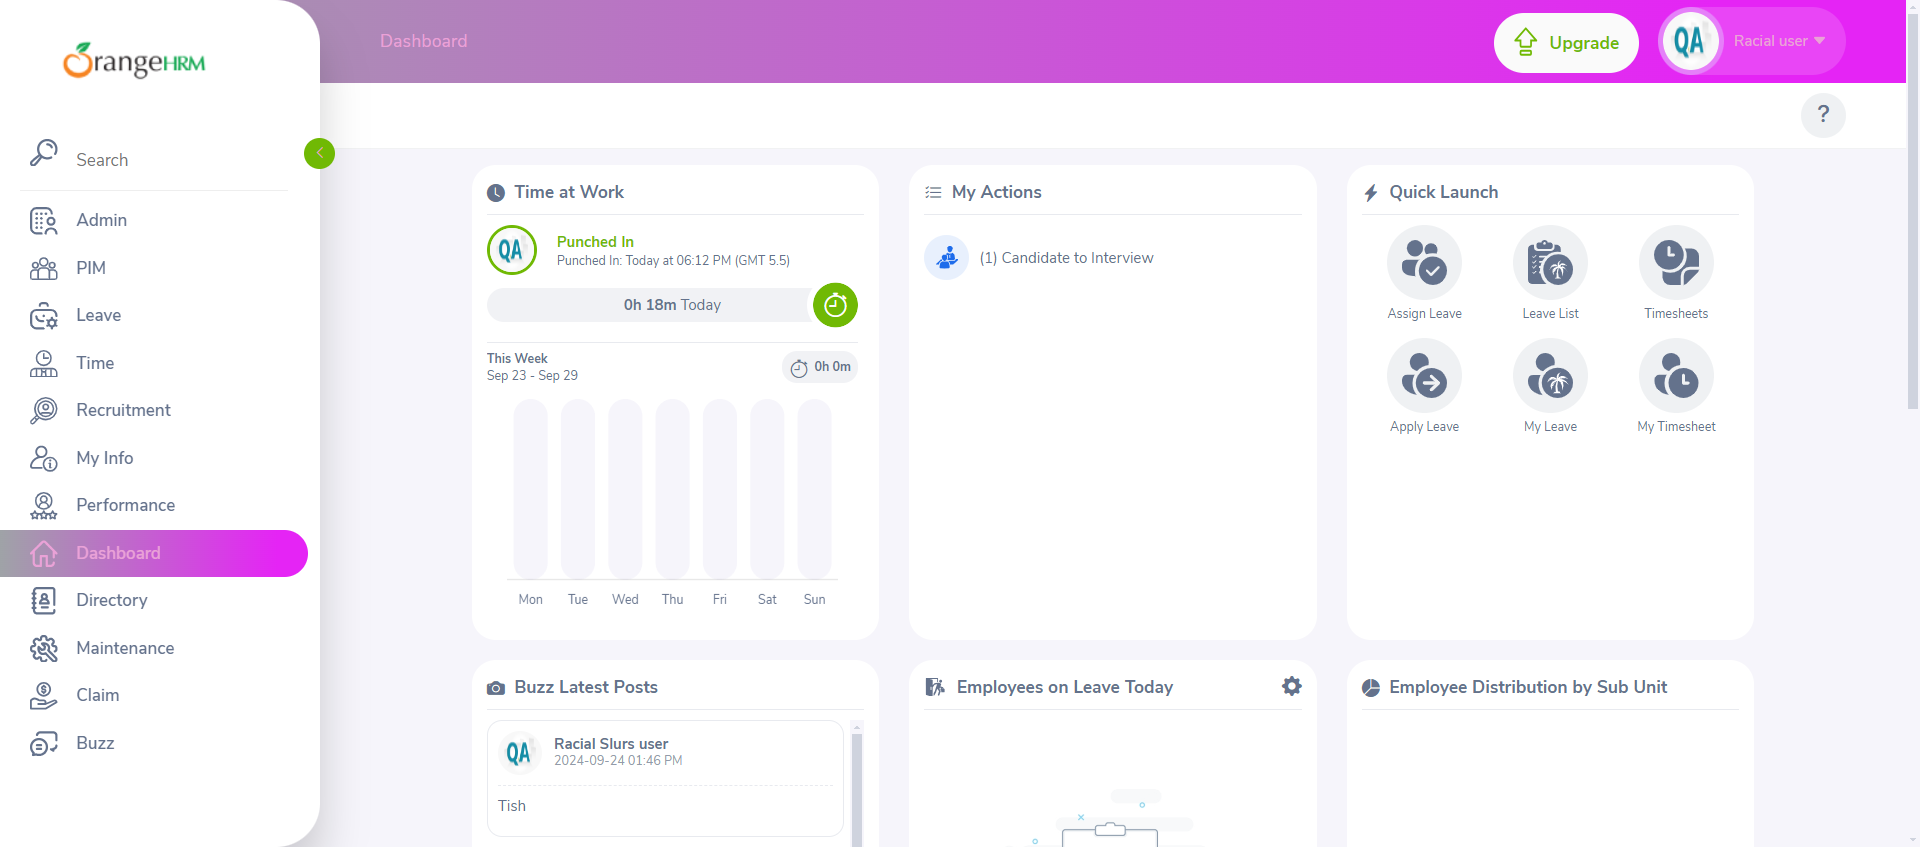 OrangeHRM
Dashboard
Upgrade
QA
Racial user
?
Search
Admin
PIM
Leave
Time
Recruitment
My Info
Performance
Dashboard
Directory
Maintenance
Claim
Buzz
Time at Work
QA
Punched In
Punched In: Today at 06:12 PM (GMT 5.5)
0h 18m Today
This Week
Sep 23 - Sep 29
0h 0m
Mon Tue Wed Thu Fri Sat Sun
My Actions
(1) Candidate to Interview
Quick Launch
Assign Leave Leave List Timesheets
Apply Leave My Leave My Timesheet
Buzz Latest Posts
QA
Racial Slurs user
2024-09-24 01:46 PM
Tish
Employees on Leave Today
Employee Distribution by Sub Unit